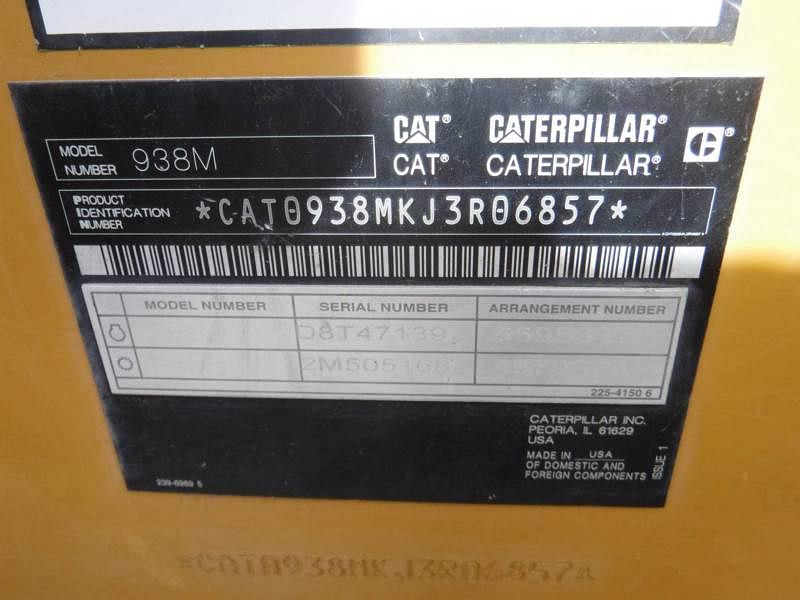 MODEL NUMBER 938M
CAT® CATERPILLAR®
CAT® CATERPILLAR®
PRODUCT IDENTIFICATION NUMBER *CAT0938MKJ3R06857*
MODEL NUMBER SERIAL NUMBER ARRANGEMENT NUMBER
D8T47139
225-4150 6
CATERPILLAR INC.
PEORIA, IL 61629
USA
MADE IN USA
OF DOMESTIC AND
FOREIGN COMPONENTS
ISSUE 1
239-6969 5
*CAT0938MKJ3R06857*